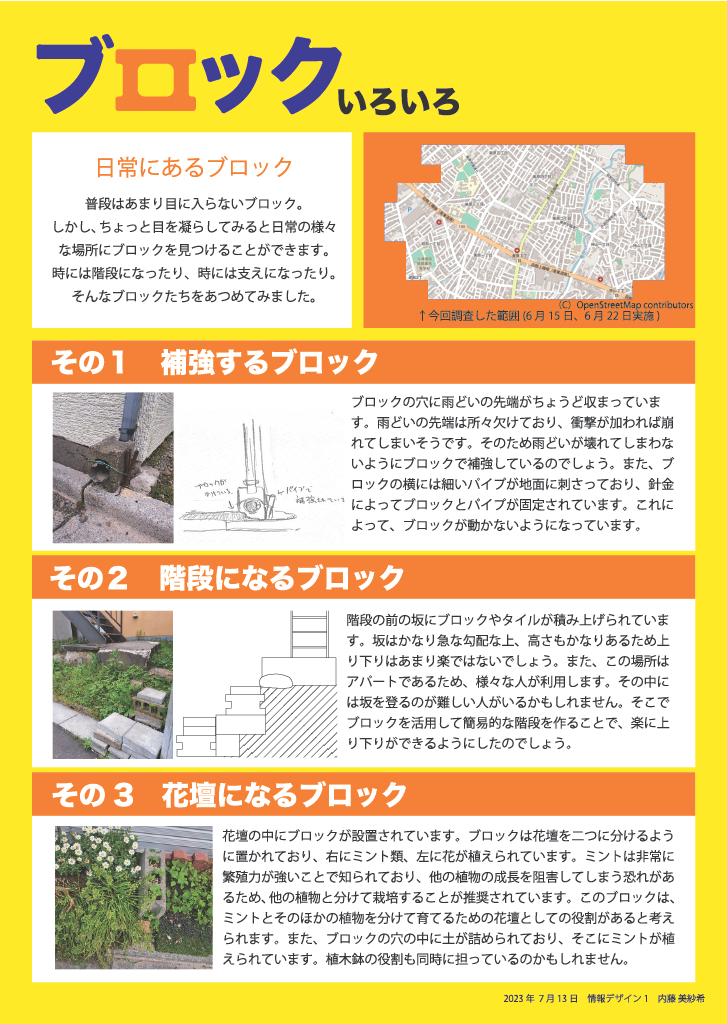 ブロックいろいろ
日常にあるブロック
普段はあまり目に入らないブロック。
しかし、ちょっと目を凝らしてみると日常の様々
な場所にブロックを見つけることができます。
時には階段になったり、時には支えになったり。
そんなブロックたちをあつめてみました。
(C) OpenStreetMap contributors
↑今回調査した範囲(6月15日、6月22日実施)
その1 補強するブロック
ブロックの穴に雨どいの先端がちょうど収まっていま
す。雨どいの先端は所々欠けており、衝撃が加われば崩
れてしまいそうです。そのため雨どいが壊れてしまわな
いようにブロックで補強しているのでしょう。また、ブ
ロックの横には細いパイプが地面に刺さっており、針金
によってブロックとパイプが固定されています。これに
よって、ブロックが動かないようになっています。
その2 階段になるブロック
階段の前の坂にブロックやタイルが積み上げられていま
す。坂はかなり急な勾配な上、高さもかなりあるため上
り下りはあまり楽ではないでしょう。また、この場所は
アパートであるため、様々な人が利用します。その中に
は坂を登るのが難しい人がいるかもしれません。そこで
ブロックを活用して簡易的な階段を作ることで、楽に上
り下りができるようにしたのでしょう。
その3 花壇になるブロック
花壇の中にブロックが設置されています。ブロックは花壇を二つに分けるよう
に置かれており、右にミント類、左に花が植えられています。ミントは非常に
繁殖力が強いことで知られており、他の植物の成長を阻害してしまう恐れがあ
るため、他の植物と分けて栽培することが推奨されています。このブロックは、
ミントとそのほかの植物を分けて育てるための花壇としての役割があると考え
られます。また、ブロックの穴の中に土が詰められており、そこにミントが植
えられています。植木鉢の役割も同時に担っているのかもしれません。
2023年 7月13日 情報デザイン1 内藤 美紗希